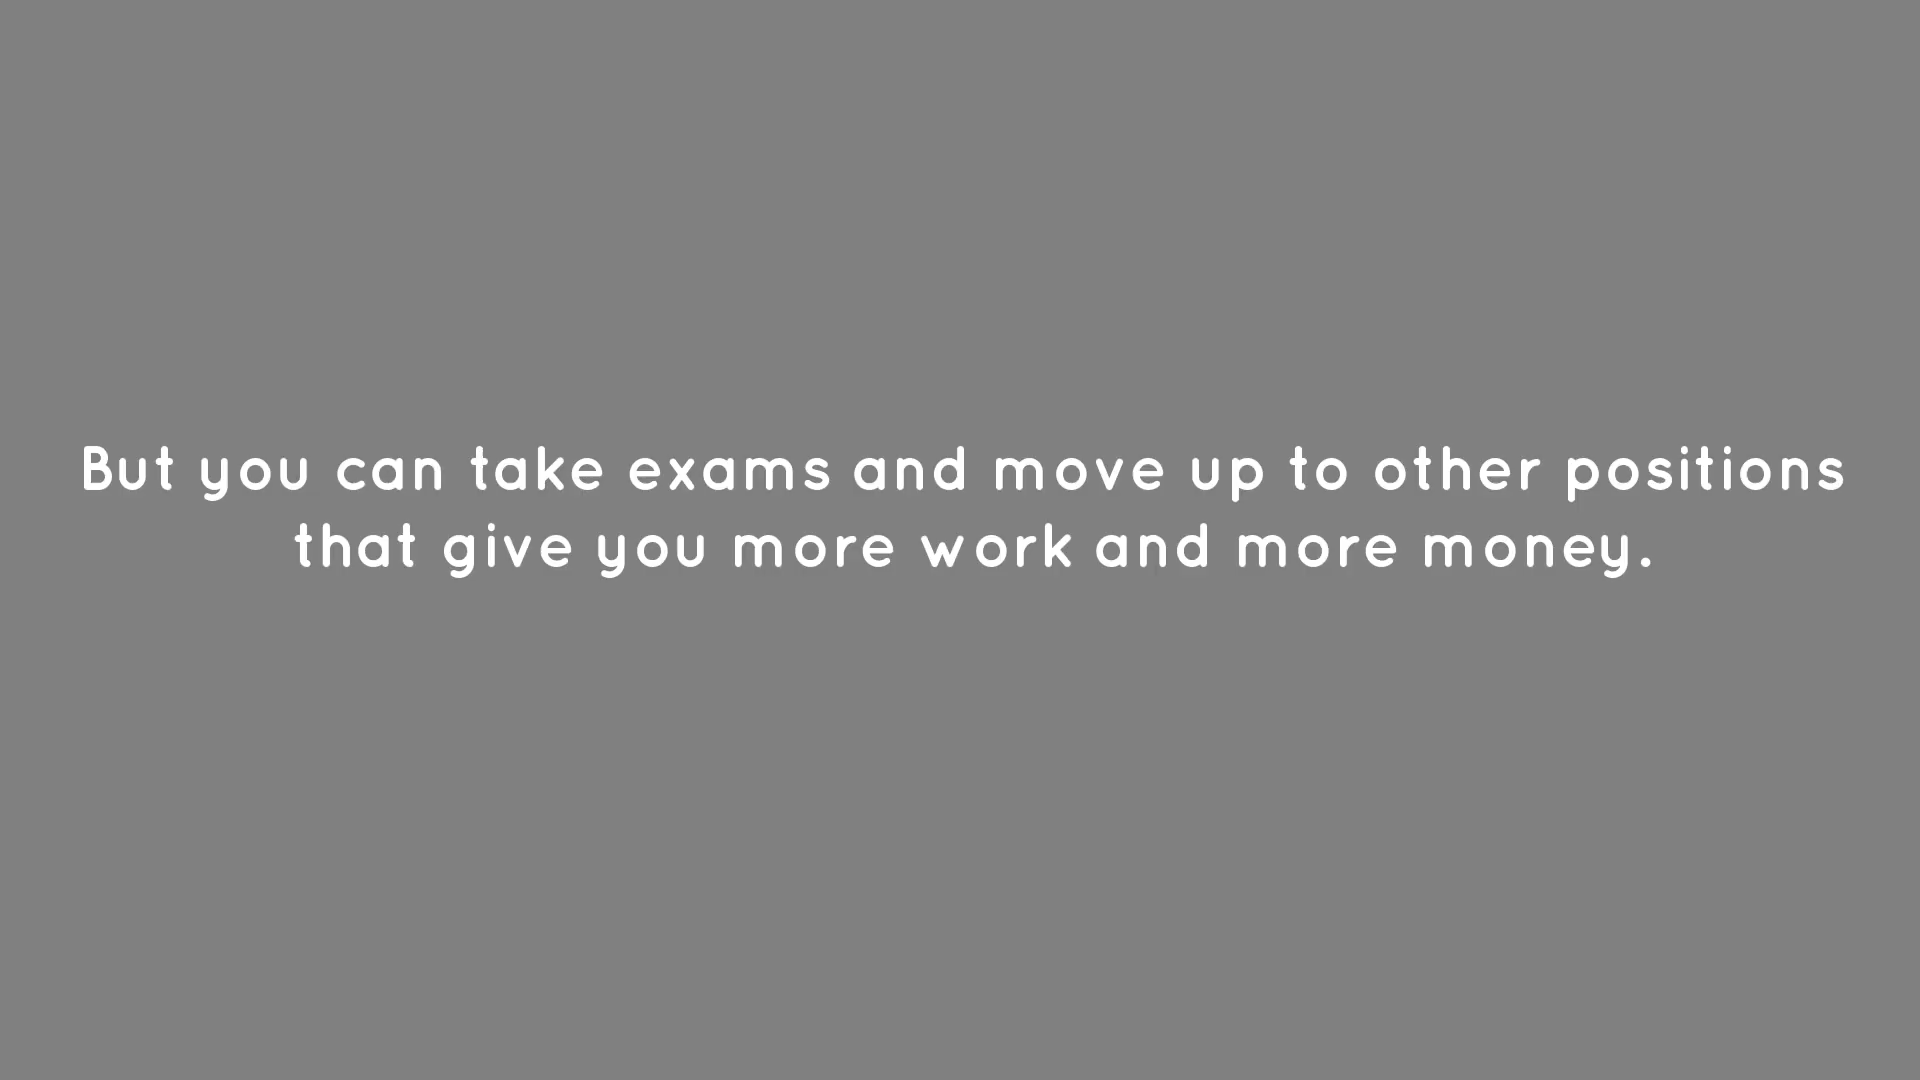 But you can take exams and move up to other positions
that give you more work and more money.